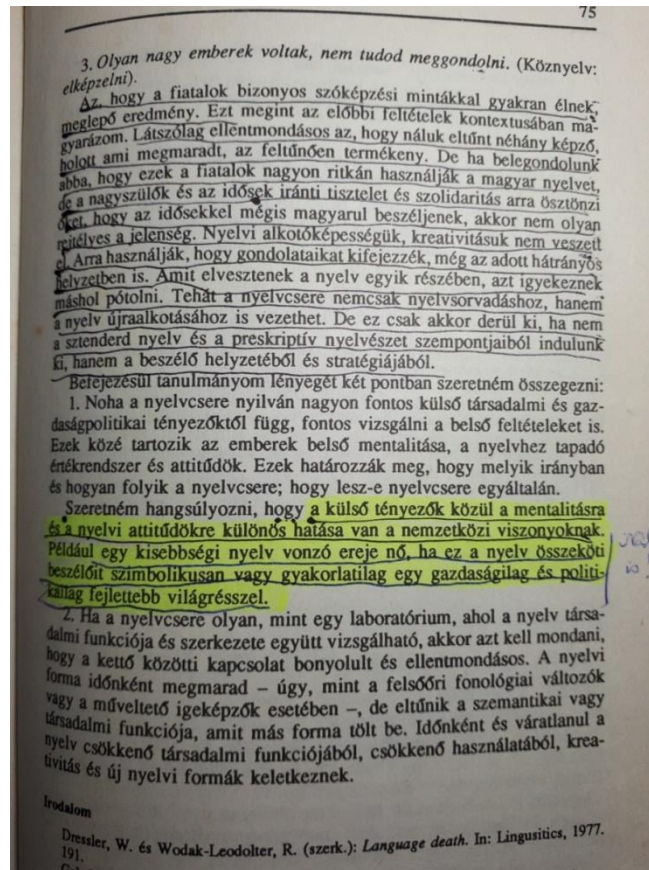 75
3. Olyan nagy emberek voltak, nem tudod meggondolni. (Köznyelv:
elképzelni).
Az, hogy a fiatalok bizonyos szóképzési mintákkal gyakran élnek,
meglepő eredmény. Ezt megint az előbbi feltételek kontextusában ma-
gyarázom. Látszólag ellentmondásos az, hogy náluk eltűnt néhány képző,
holott ami megmaradt, az feltűnően termékeny. De ha belegondolunk
abba, hogy ezek a fiatalok nagyon ritkán használják a magyar nyelvet,
de a nagyszülők és az idősek iránti tisztelet és szolidaritás arra ösztönzi
őket, hogy az idősekkel mégis magyarul beszéljenek, akkor nem olyan
rejtélyes a jelenség. Nyelvi alkotóképességük, kreativitásuk nem veszett
el. Arra használják, hogy gondolataikat kifejezzék, még az adott hátrányos
helyzetben is. Amit elvesztenek a nyelv egyik részében, azt igyekeznek
máshol pótolni. Tehát a nyelvcsere nemcsak nyelvsorvadáshoz, hanem
a nyelv újraalkotásához is vezethet. De ez csak akkor derül ki, ha nem
a sztenderd nyelv és a preskriptív nyelvészet szempontjaiból indulunk
ki, hanem a beszélő helyzetéből és stratégiájából.
Befejezésül tanulmányom lényegét két pontban szeretném összegezni:
1. Noha a nyelvcsere nyilván nagyon fontos külső társadalmi és gaz-
daságpolitikai tényezőktől függ, fontos vizsgálni a belső feltételeket is.
Ezek közé tartozik az emberek belső mentalitása, a nyelvhez tapadó
értékrendszer és attitűdök. Ezek határozzák meg, hogy melyik irányban
és hogyan folyik a nyelvcsere; hogy lesz-e nyelvcsere egyáltalán.
Szeretném hangsúlyozni, hogy a külső tényezők közül a mentalitásra
és a nyelvi attitűdökre különös hatása van a nemzetközi viszonyoknak.
Például egy kisebbségi nyelv vonzó ereje nő, ha ez a nyelv összeköti
beszélőit szimbolikusan vagy gyakorlatilag egy gazdaságilag és politi-
kailag fejlettebb világrésszel.
is!
2. Ha a nyelvcsere olyan, mint egy laboratórium, ahol a nyelv társa-
dalmi funkciója és szerkezete együtt vizsgálható, akkor azt kell mondani,
hogy a kettő közötti kapcsolat bonyolult és ellentmondásos. A nyelvi
forma időnként megmarad – úgy, mint a felsőőri fonológiai változók
vagy a műveltető igeképzők esetében –, de eltűnik a szemantikai vagy
társadalmi funkciója, amit más forma tölt be. Időnként és váratlanul a
nyelv csökkenő társadalmi funkciójából, csökkenő használatából, krea-
tivitás és új nyelvi formák keletkeznek.
Irodalom
Dressler, W. és Wodak-Leodolter, R. (szerk.): Language death. In: Lingusitics, 1977.
191.